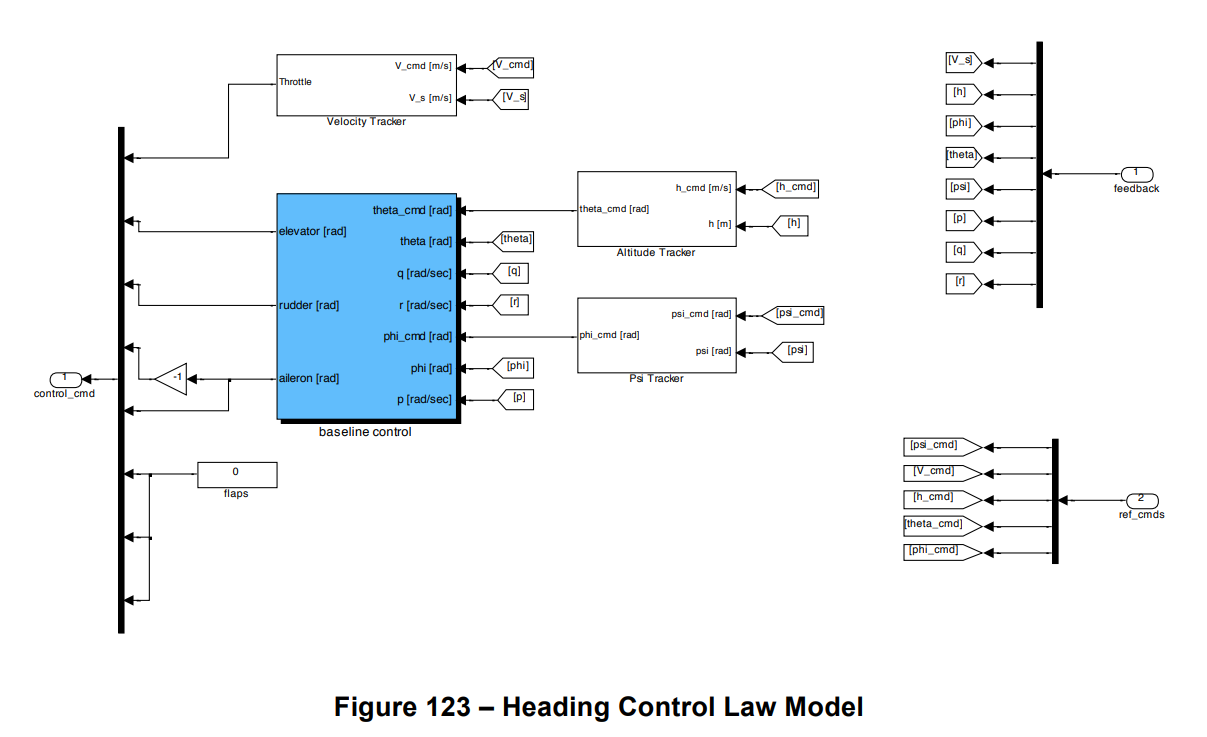 V_cmd [m/s]
[V_cmd]
Throttle
V_s [m/s]
[V_s]
Velocity Tracker
theta_cmd [rad]
elevator [rad]
theta [rad]
[theta]
q [rad/sec]
[q]
rudder [rad]
r [rad/sec]
[r]
phi_cmd [rad]
aileron [rad]
phi [rad]
[phi]
p [rad/sec]
[p]
baseline control
h_cmd [m/s]
[h_cmd]
theta_cmd [rad]
h [m]
[h]
Altitude Tracker
psi_cmd [rad]
[psi_cmd]
phi_cmd [rad]
psi [rad]
[psi]
Psi Tracker
-1
1
control_cmd
0
flaps
[V_s]
[h]
[phi]
[theta]
[psi]
[p]
[q]
[r]
1
feedback
[psi_cmd]
[V_cmd]
[h_cmd]
[theta_cmd]
[phi_cmd]
2
ref_cmds
Figure 123 – Heading Control Law Model